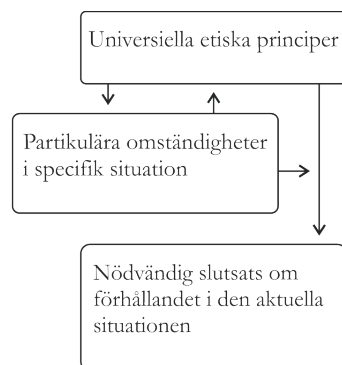 Universiella etiska principer
Partikulära omständigheter
i specifik situation
Nödvändig slutsats om
förhållandet i den aktuella
situationen